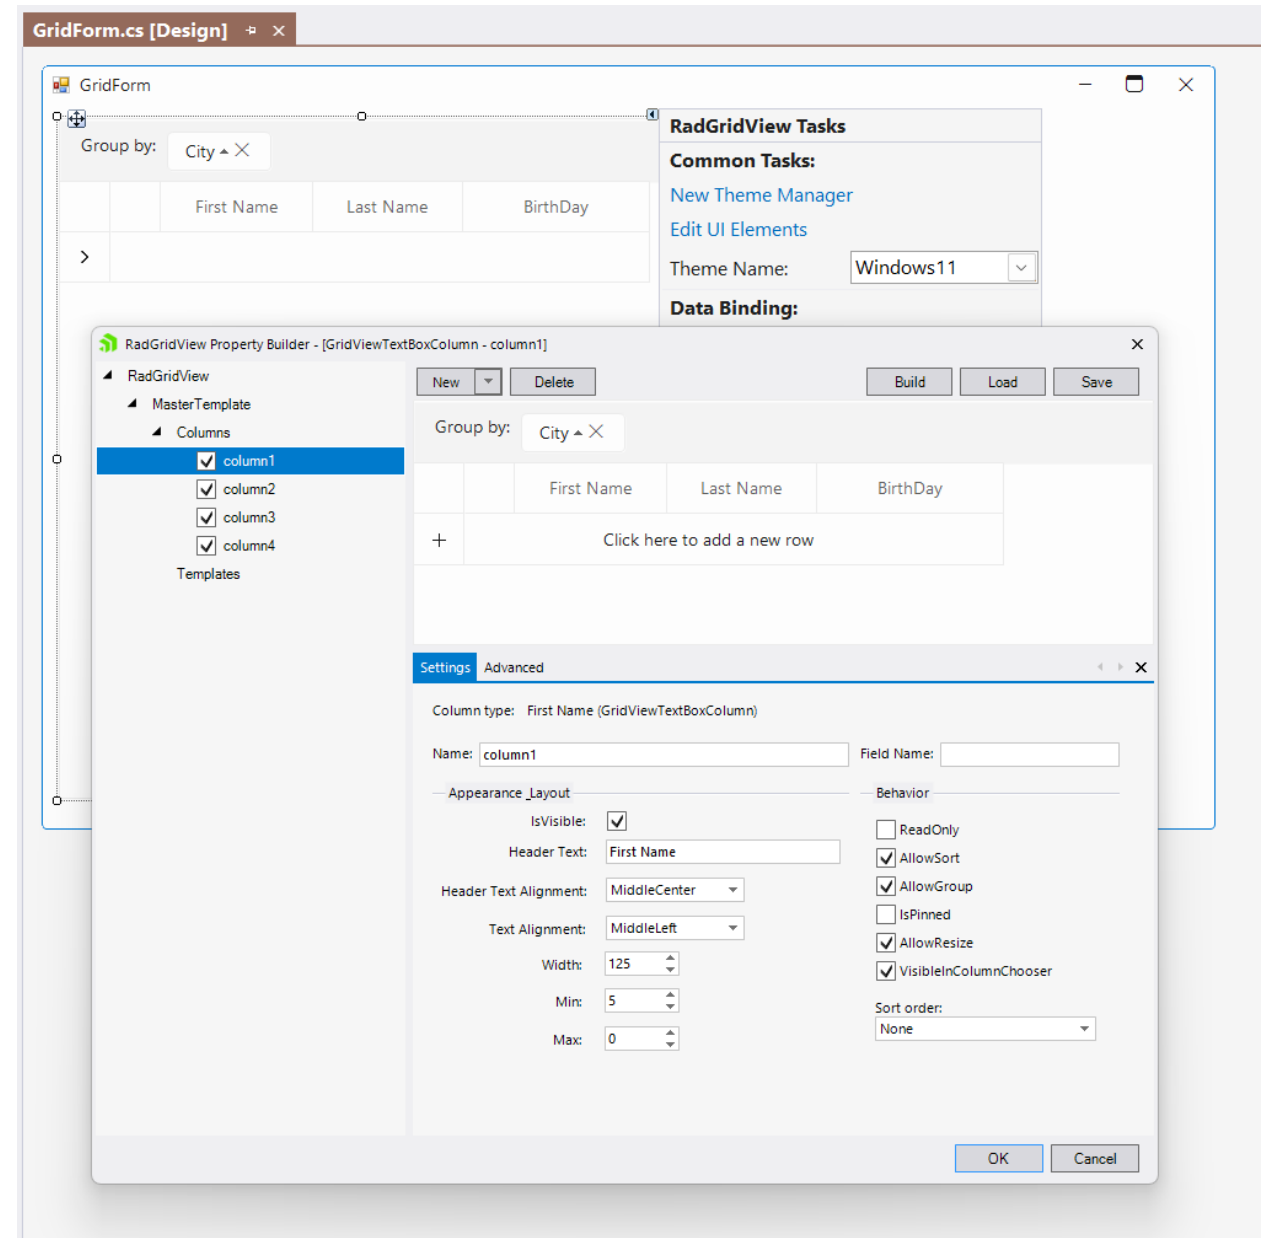 GridForm.cs [Design]
GridForm
Group by: City
First Name Last Name BirthDay
RadGridView Tasks
Common Tasks:
New Theme Manager
Edit UI Elements
Theme Name: Windows11
Data Binding:
RadGridView Property Builder - [GridViewTextBoxColumn - column1]
RadGridView
MasterTemplate
Columns
column1
column2
column3
column4
Templates
New Delete Build Load Save
Group by: City
First Name Last Name BirthDay
Click here to add a new row
Settings Advanced
Column type: First Name (GridViewTextBoxColumn)
Name: column1 Field Name:
Appearance _Layout
IsVisible:
Header Text: First Name
Header Text Alignment: MiddleCenter
Text Alignment: MiddleLeft
Width: 125
Min: 5
Max: 0
Behavior
ReadOnly
AllowSort
AllowGroup
IsPinned
AllowResize
VisibleInColumnChooser
Sort order:
None
OK Cancel